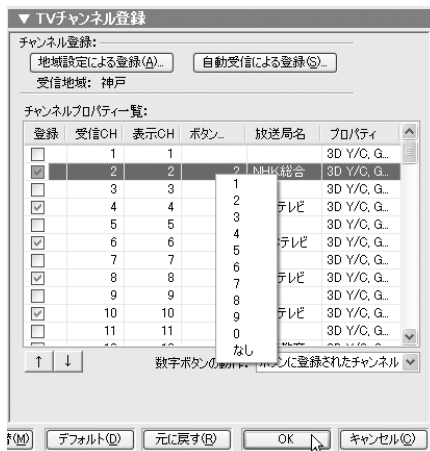 ▼ TVチャンネル登録
チャンネル登録:
地域設定による登録(A)... 自動受信による登録(S)...
受信地域: 神戸
チャンネルプロパティ一覧:
登録 受信CH 表示CH ボタン... 放送局名 プロパティ
1 1 3D Y/C, G...
2 2 2 NHK総合 3D Y/C, G...
3 3 3D Y/C, G...
4 4 テレビ 3D Y/C, G...
5 5 3D Y/C, G...
6 6 テレビ 3D Y/C, G...
7 7 3D Y/C, G...
8 8 テレビ 3D Y/C, G...
9 9 3D Y/C, G...
10 10 テレビ 3D Y/C, G...
11 11 3D Y/C, G...
1
2
3
4
5
6
7
8
9
0
なし
↑ ↓ 数字ボタンの動作: ボタンに登録されたチャンネル
(M) デフォルト(D) 元に戻す(R) OK キャンセル(C)